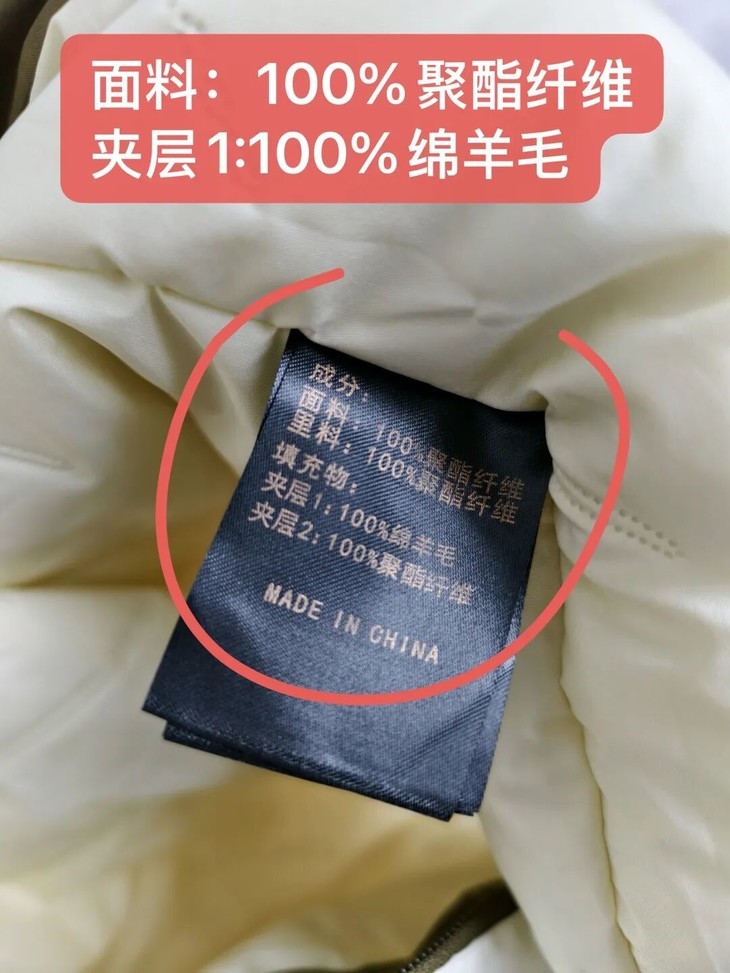 面料：100%聚酯纤维
夹层1:100%绵羊毛
成分：
面料：100%聚酯纤维
里料：100%聚酯纤维
填充物：
夹层1:100%绵羊毛
夹层2:100%聚酯纤维
MADE IN CHINA